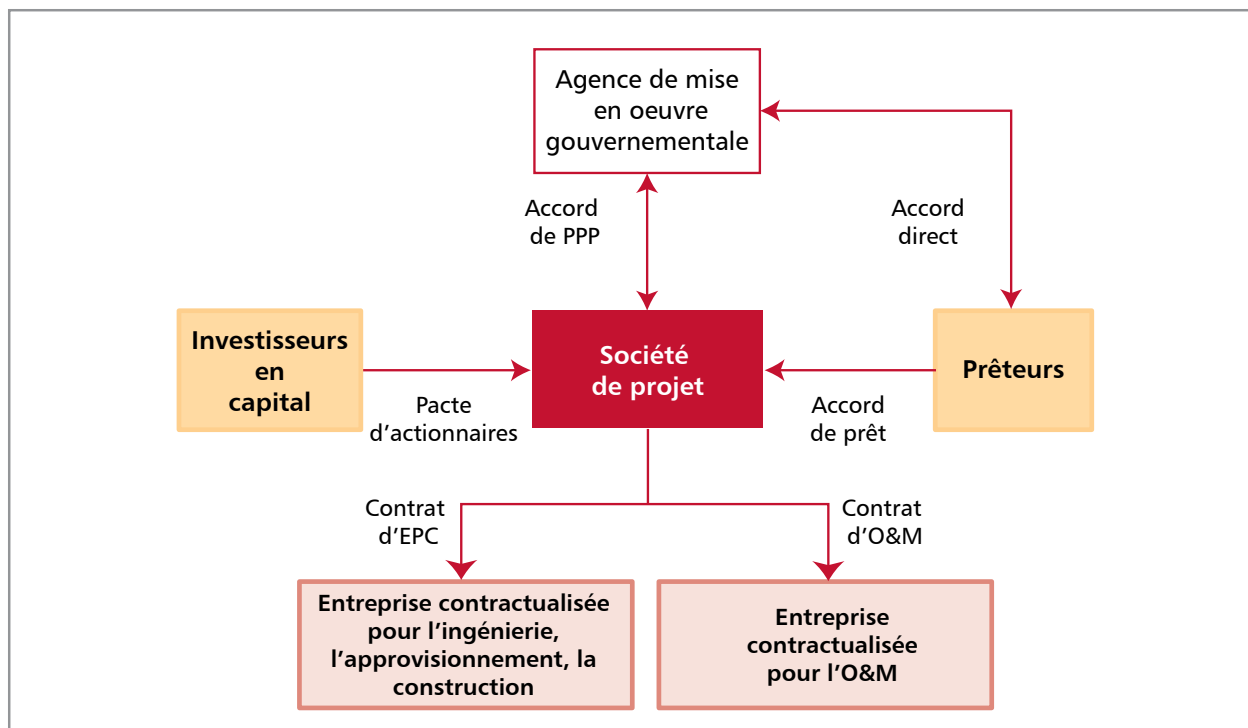 Agence de mise
en oeuvre
gouvernementale
Accord
de PPP
Accord
direct
Investisseurs
en
capital
Société
de projet
Prêteurs
Pacte
d’actionnaires
Accord
de prêt
Contrat
d’EPC
Contrat
d’O&M
Entreprise contractualisée
pour l’ingénierie,
l’approvisionnement, la
construction
Entreprise
contractualisée
pour l’O&M